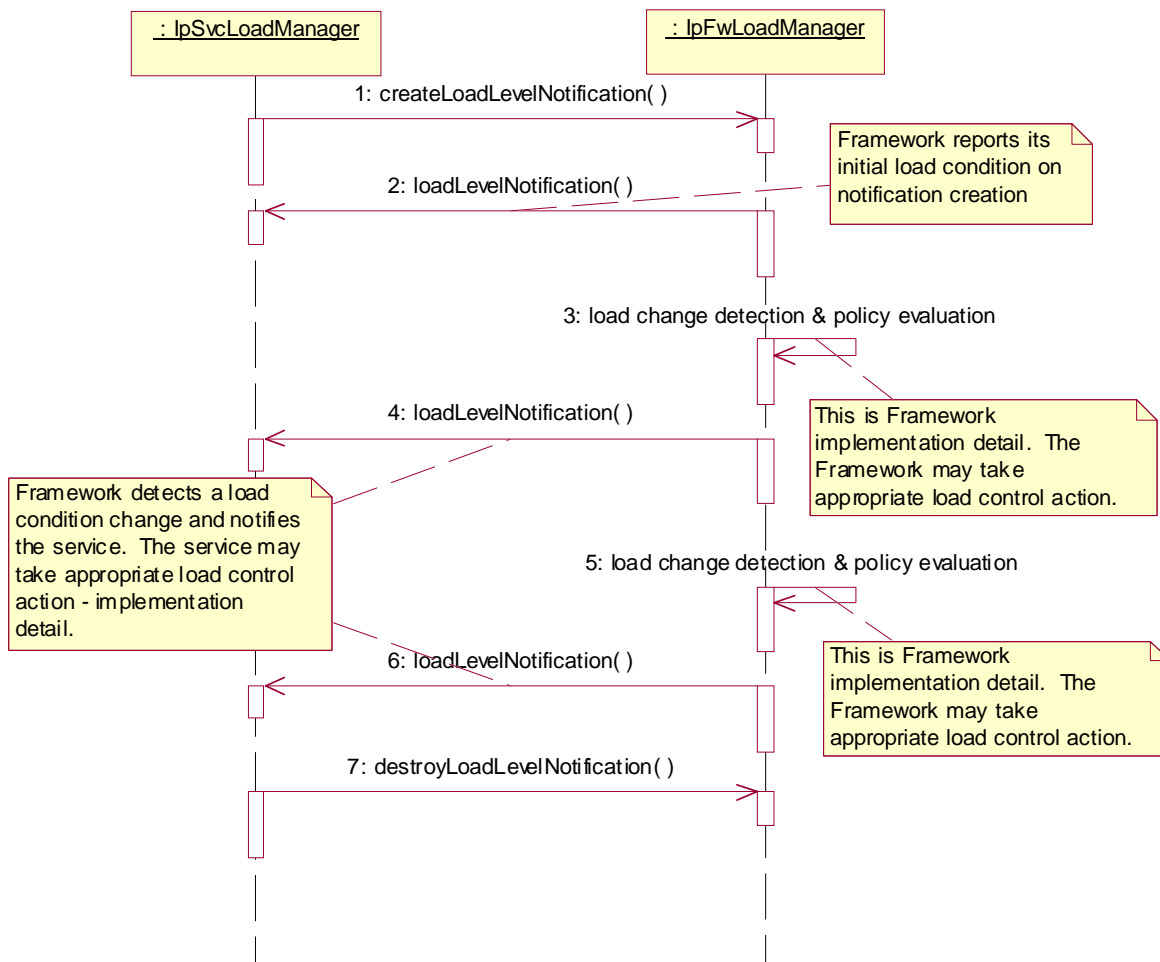 : IpSvcLoadManager
: IpFwLoadManager
1: createLoadLevelNotification( )
Framework reports its
initial load condition on
notification creation
2: loadLevelNotification( )
3: load change detection & policy evaluation
This is Framework
implementation detail. The
Framework may take
appropriate load control action.
4: loadLevelNotification( )
Framework detects a load
condition change and notifies
the service. The service may
take appropriate load control
action - implementation
detail.
5: load change detection & policy evaluation
This is Framework
implementation detail. The
Framework may take
appropriate load control action.
6: loadLevelNotification( )
7: destroyLoadLevelNotification( )